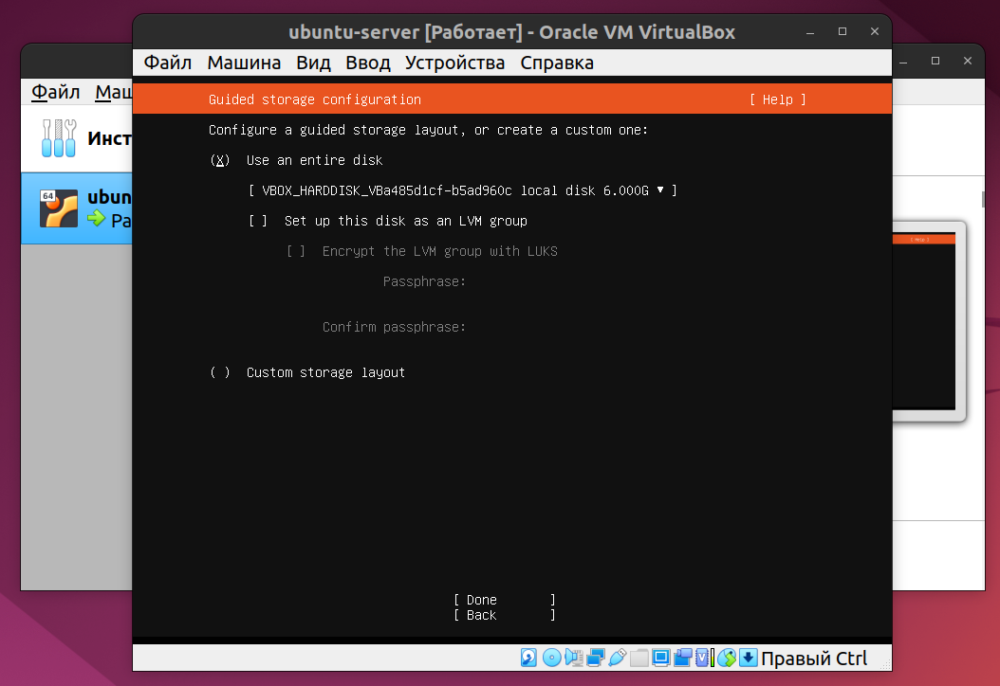 ubuntu-server [Работает] - Oracle VM VirtualBox
Файл Машина Вид Ввод Устройства Справка
Файл Маш
Инст
64
ubun
Ра
Guided storage configuration [ Help ]
Configure a guided storage layout, or create a custom one:
(X) Use an entire disk
[ VBOX_HARDDISK_VBa485d1cf-b5ad960c local disk 6.000G ▾ ]
[ ] Set up this disk as an LVM group
[ ] Encrypt the LVM group with LUKS
Passphrase:
Confirm passphrase:
( ) Custom storage layout
[ Done ]
[ Back ]
[ Help ]
Правый Ctrl